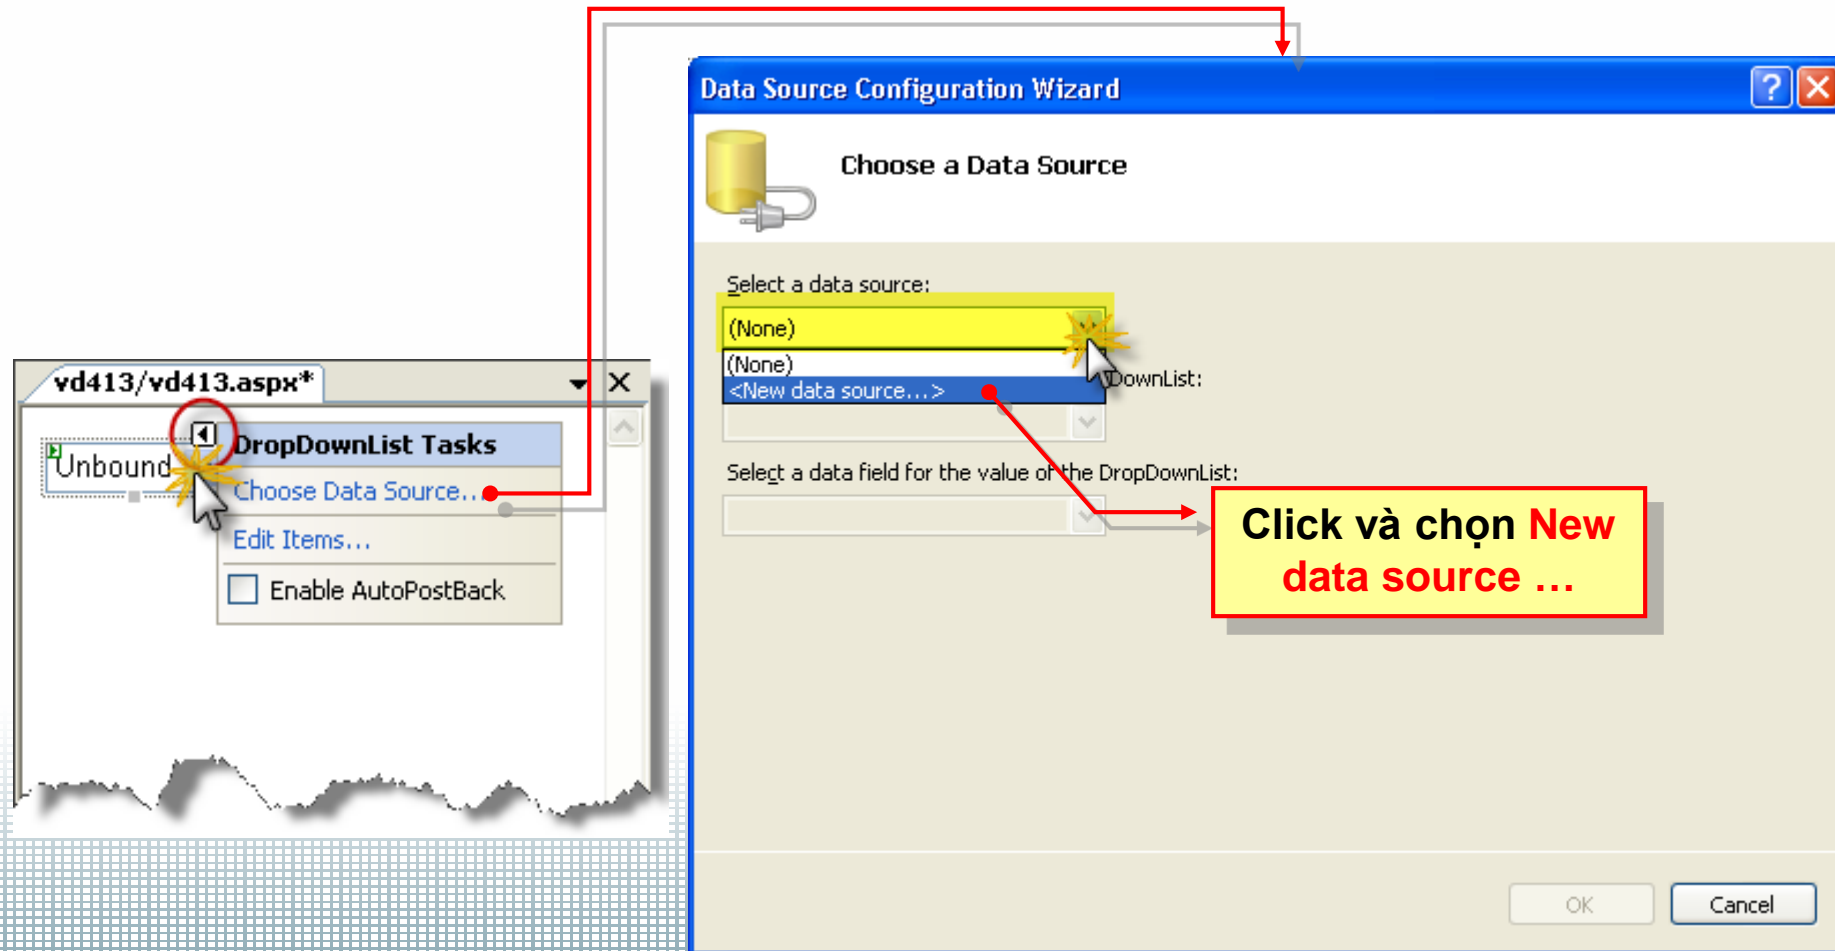 vd413/vd413.aspx*
Unbound
DropDownList Tasks
Choose Data Source...
Edit Items...
Enable AutoPostBack
Data Source Configuration Wizard
Choose a Data Source
Select a data source:
(None)
(None)
<New data source...>
DownList:
Select a data field for the value of the DropDownList:
Click và chọn New
data source …
OK
Cancel